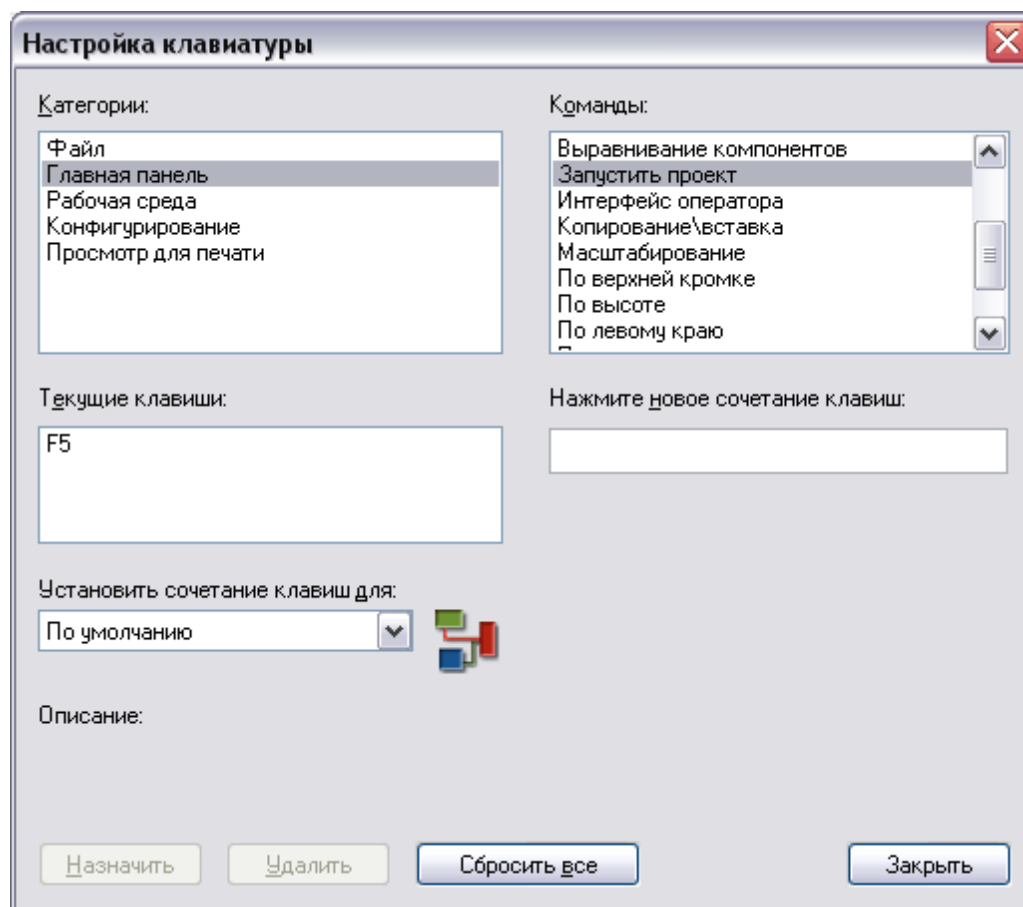 Настройка клавиатуры
Категории:
Файл
Главная панель
Рабочая среда
Конфигурирование
Просмотр для печати
Команды:
Выравнивание компонентов
Запустить проект
Интерфейс оператора
Копирование\вставка
Масштабирование
По верхней кромке
По высоте
По левому краю
Текущие клавиши:
F5
Нажмите новое сочетание клавиш:
Установить сочетание клавиш для:
По умолчанию
Описание:
Назначить
Удалить
Сбросить все
Закрыть